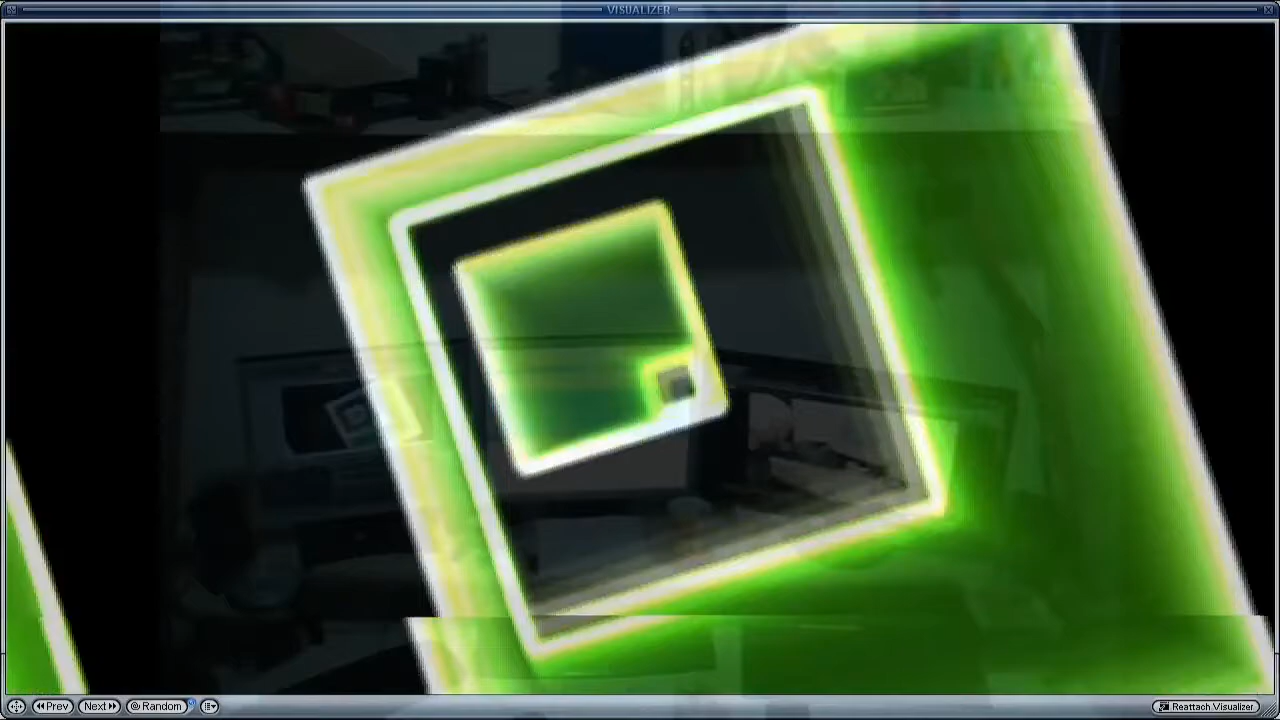 VISUALIZER
Prev
Next
Random
Reattach Visualizer